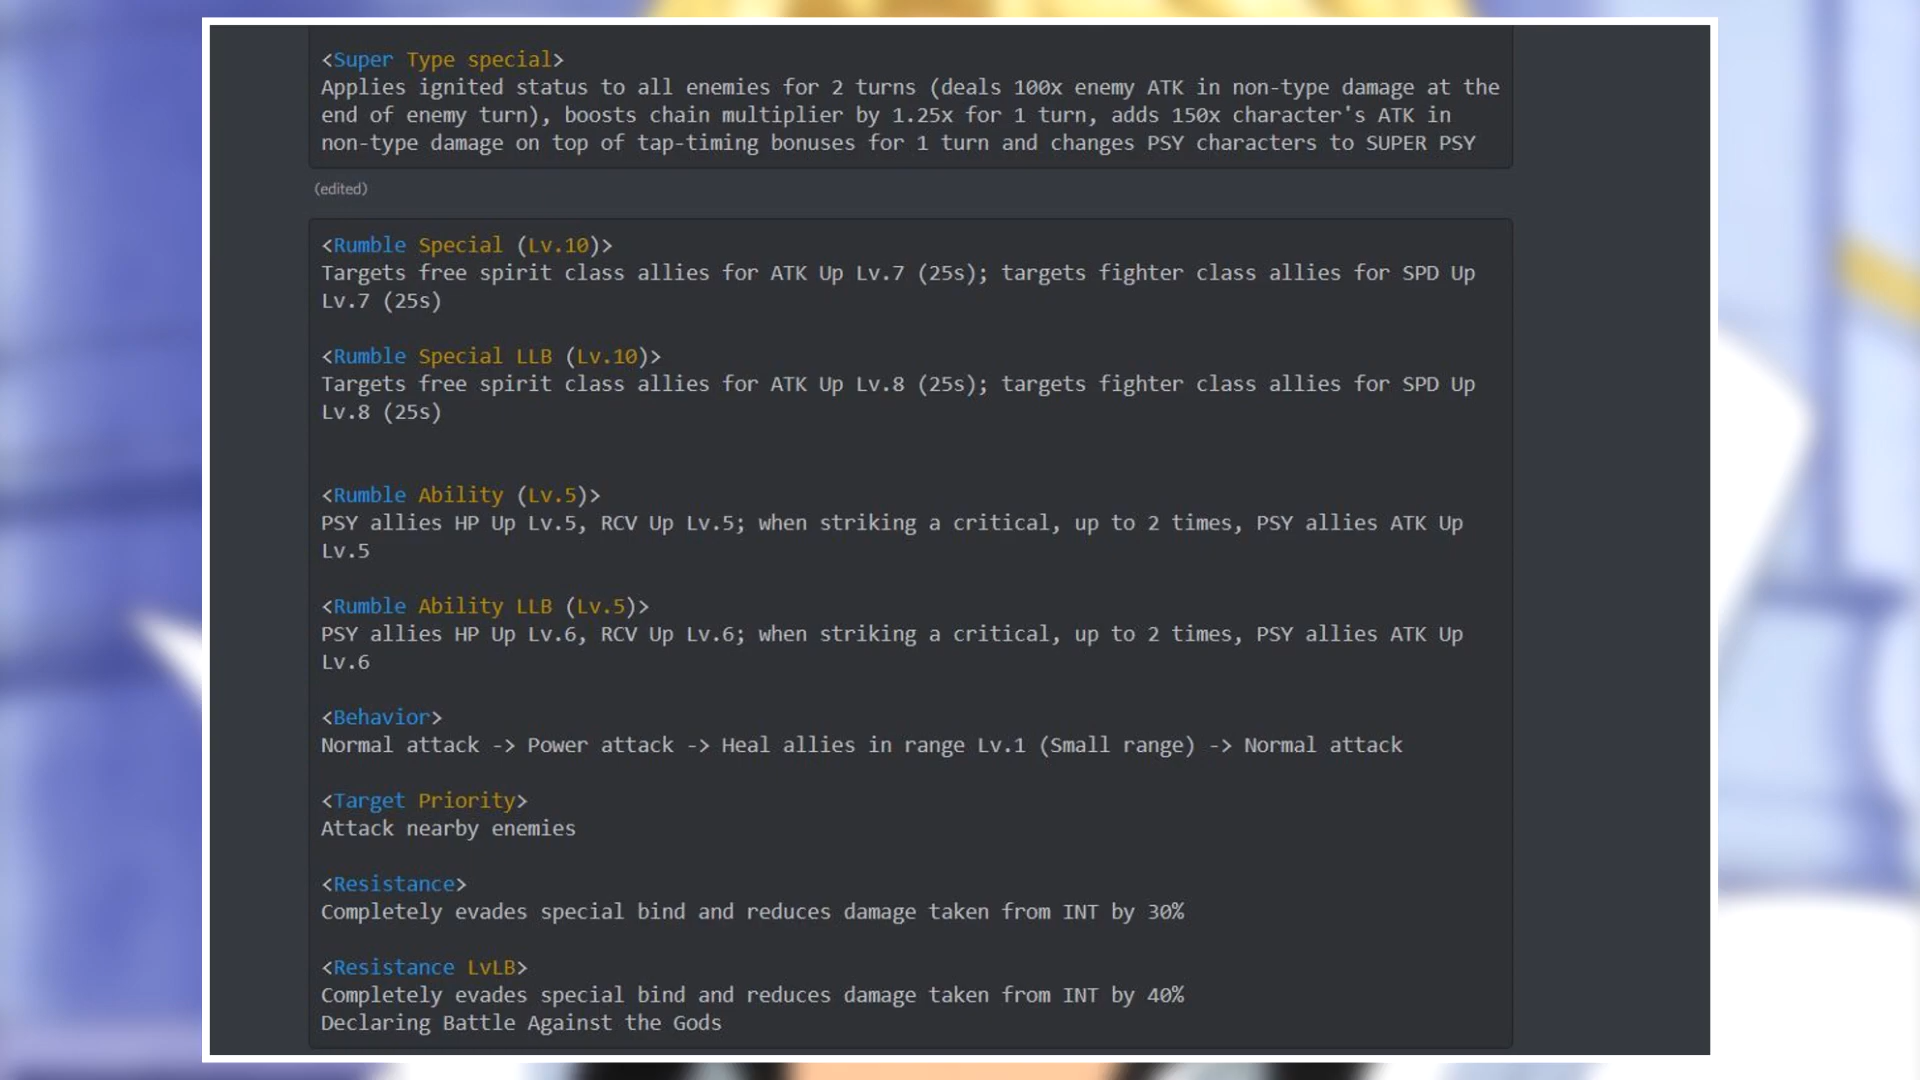 <Super Type special>
Applies ignited status to all enemies for 2 turns (deals 100x enemy ATK in non-type damage at the
end of enemy turn), boosts chain multiplier by 1.25x for 1 turn, adds 150x character's ATK in
non-type damage on top of tap-timing bonuses for 1 turn and changes PSY characters to SUPER PSY
(edited)
<Rumble Special (Lv.10)>
Targets free spirit class allies for ATK Up Lv.7 (25s); targets fighter class allies for SPD Up
Lv.7 (25s)
<Rumble Special LLB (Lv.10)>
Targets free spirit class allies for ATK Up Lv.8 (25s); targets fighter class allies for SPD Up
Lv.8 (25s)
<Rumble Ability (Lv.5)>
PSY allies HP Up Lv.5, RCV Up Lv.5; when striking a critical, up to 2 times, PSY allies ATK Up
Lv.5
<Rumble Ability LLB (Lv.5)>
PSY allies HP Up Lv.6, RCV Up Lv.6; when striking a critical, up to 2 times, PSY allies ATK Up
Lv.6
<Behavior>
Normal attack -> Power attack -> Heal allies in range Lv.1 (Small range) -> Normal attack
<Target Priority>
Attack nearby enemies
<Resistance>
Completely evades special bind and reduces damage taken from INT by 30%
<Resistance LvLB>
Completely evades special bind and reduces damage taken from INT by 40%
Declaring Battle Against the Gods